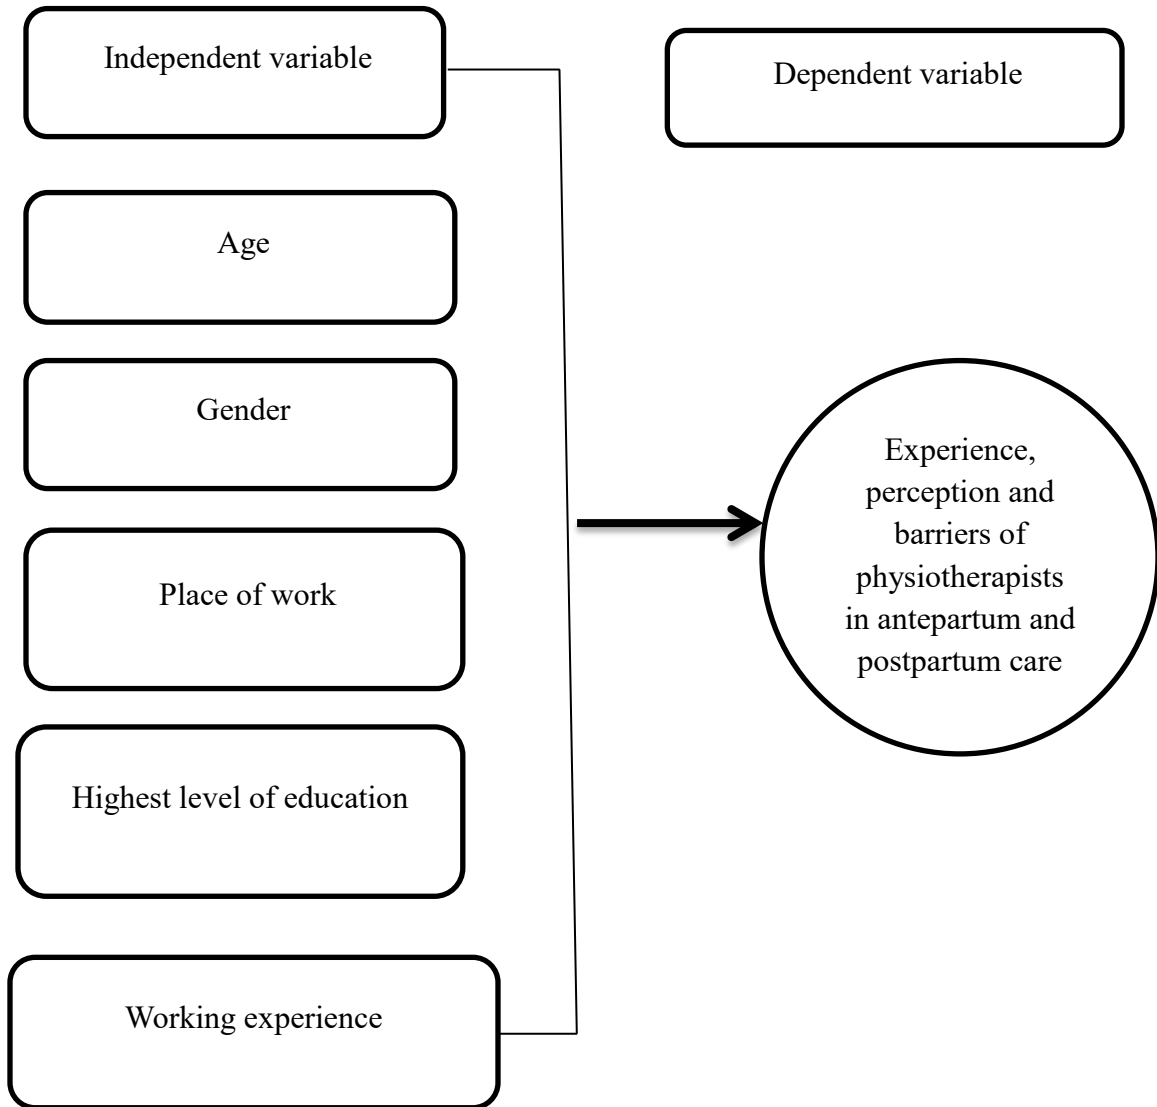 Independent variable
Dependent variable
Age
Gender
Place of work
Highest level of education
Working experience
Experience,
perception and
barriers of
physiotherapists
in antepartum and
postpartum care